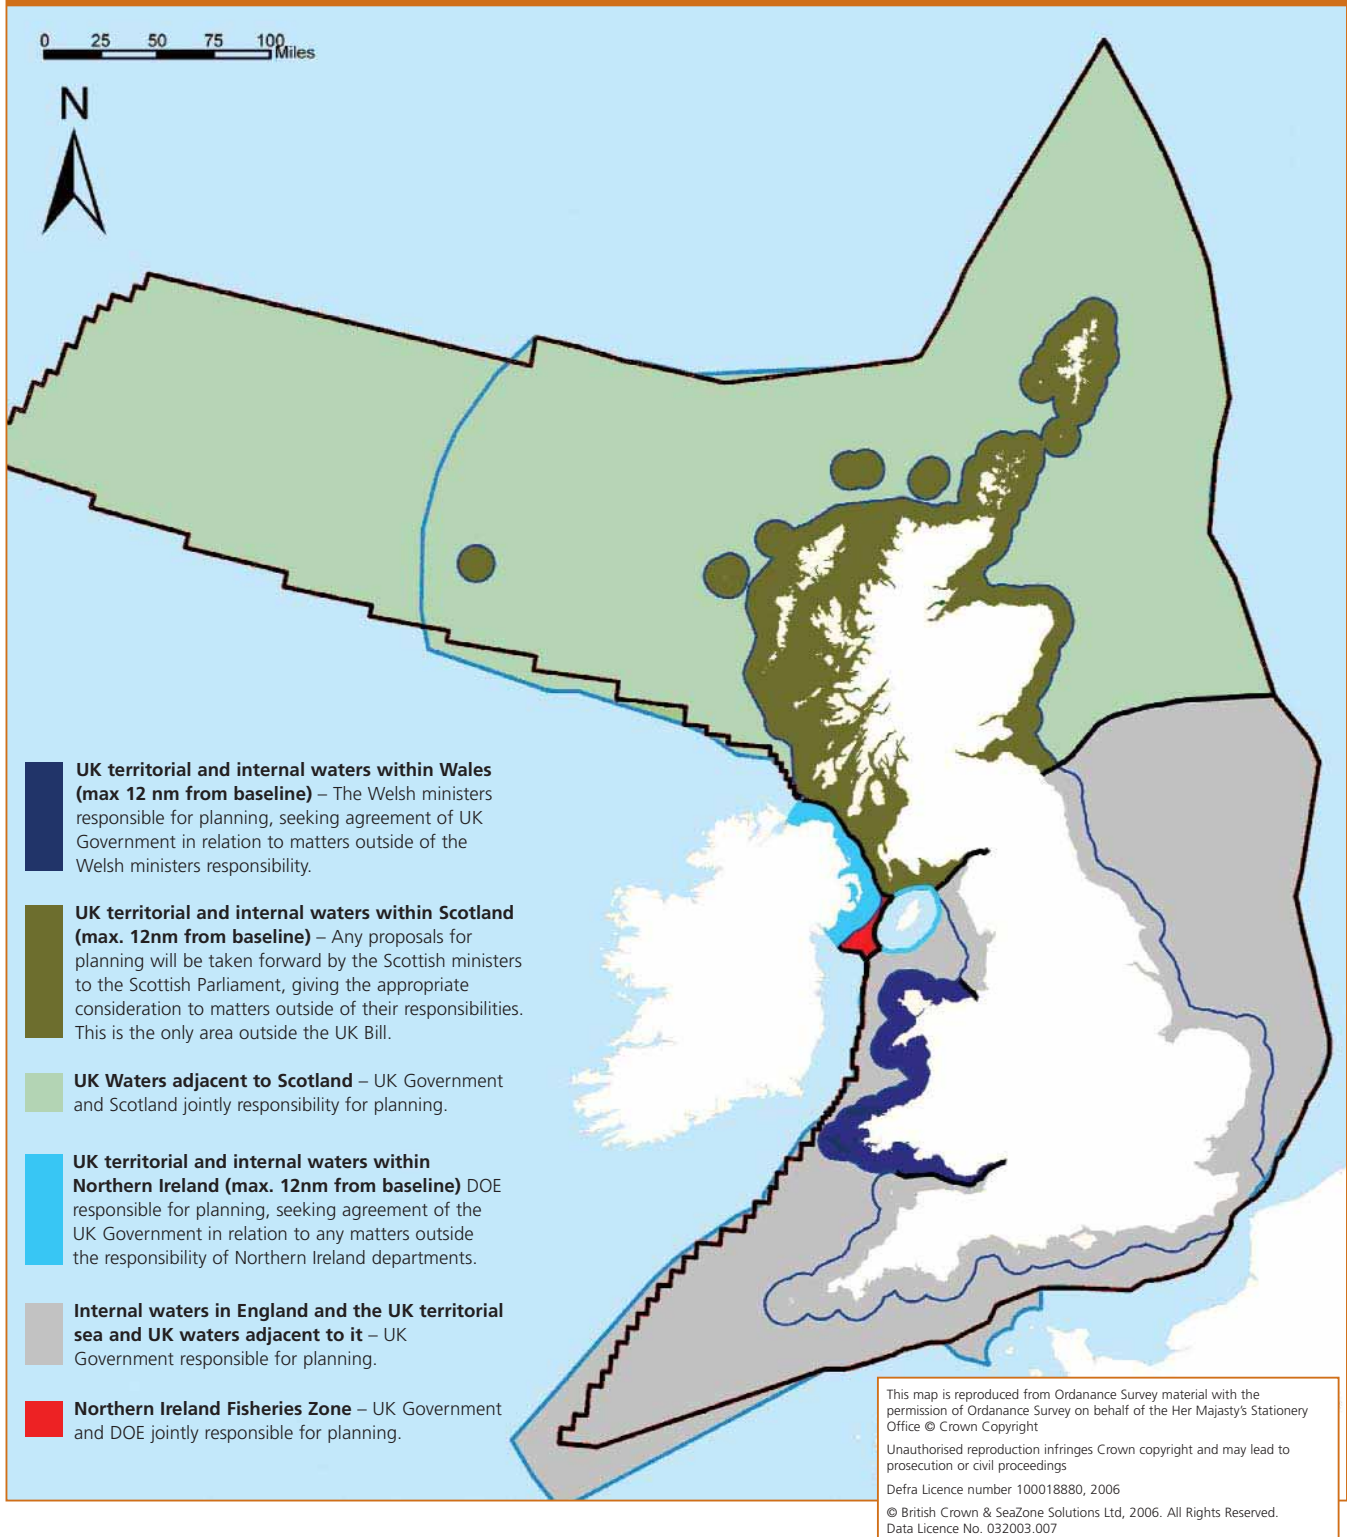 0 25 50 75 100
Miles
N
UK territorial and internal waters within Wales
(max 12 nm from baseline) – The Welsh ministers
responsible for planning, seeking agreement of UK
Government in relation to matters outside of the
Welsh ministers responsibility.
UK territorial and internal waters within Scotland
(max. 12nm from baseline) – Any proposals for
planning will be taken forward by the Scottish ministers
to the Scottish Parliament, giving the appropriate
consideration to matters outside of their responsibilities.
This is the only area outside the UK Bill.
UK Waters adjacent to Scotland – UK Government
and Scotland jointly responsibility for planning.
UK territorial and internal waters within
Northern Ireland (max. 12nm from baseline) DOE
responsible for planning, seeking agreement of the
UK Government in relation to any matters outside
the responsibility of Northern Ireland departments.
Internal waters in England and the UK territorial
sea and UK waters adjacent to it – UK
Government responsible for planning.
Northern Ireland Fisheries Zone – UK Government
and DOE jointly responsible for planning.
This map is reproduced from Ordanance Survey material with the
permission of Ordanance Survey on behalf of the Her Majasty's Stationery
Office © Crown Copyright
Unauthorised reproduction infringes Crown copyright and may lead to
prosecution or civil proceedings
Defra Licence number 100018880, 2006
© British Crown & SeaZone Solutions Ltd, 2006. All Rights Reserved.
Data Licence No. 032003.007